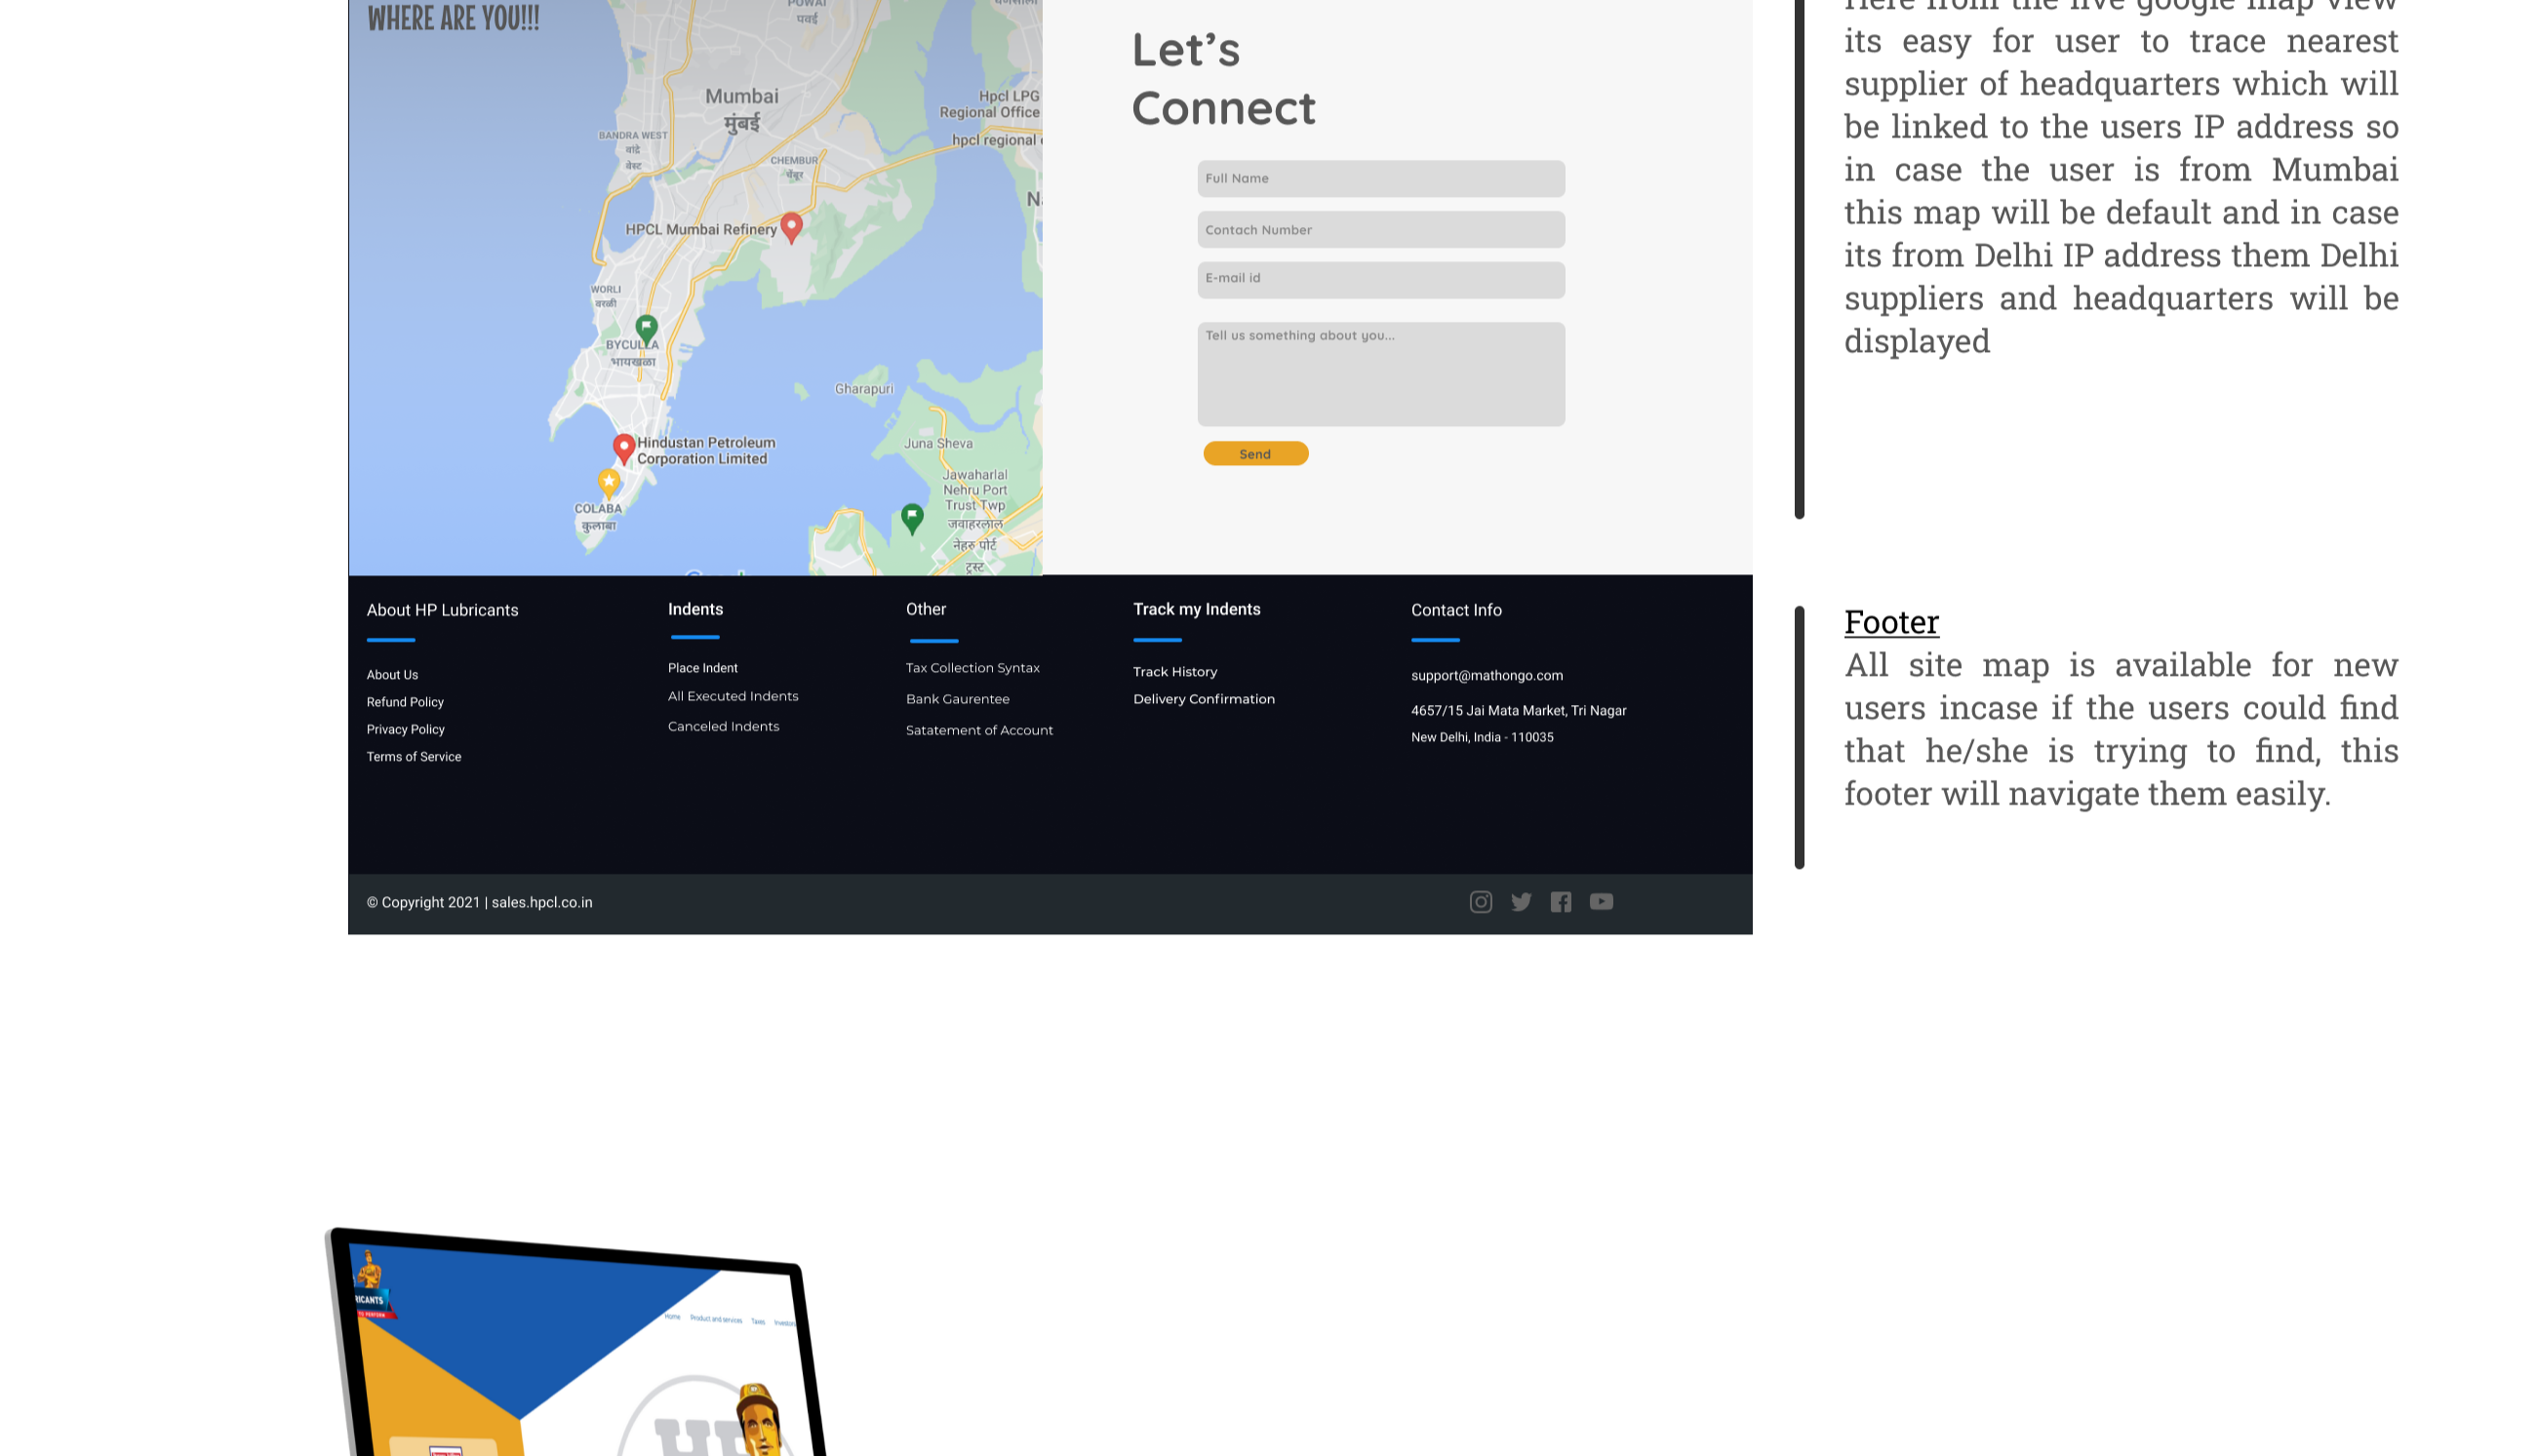 WHERE ARE YOU!!!
POWAI
पवई
Mumbai
मुंबई
Hpcl LPG
Regional Office
hpcl regional
BANDRA WEST
वांद्रे
वेस्ट
CHEMBUR
चेंबूर
HPCL Mumbai Refinery
WORLI
वरळी
BYCULLA
भायखळा
Gharapuri
Hindustan Petroleum
Corporation Limited
Juna Sheva
Jawaharlal
Nehru Port
Trust Twp
जवाहरलाल
नेहरु पोर्ट
ट्रस्ट
COLABA
कुलाबा
Let's
Connect
Full Name
Contach Number
E-mail id
Tell us something about you...
Send
Here from the live google map view
its easy for user to trace nearest
supplier of headquarters which will
be linked to the users IP address so
in case the user is from Mumbai
this map will be default and in case
its from Delhi IP address them Delhi
suppliers and headquarters will be
displayed
About HP Lubricants
About Us
Refund Policy
Privacy Policy
Terms of Service
Indents
Place Indent
All Executed Indents
Canceled Indents
Other
Tax Collection Syntax
Bank Gaurentee
Satatement of Account
Track my Indents
Track History
Delivery Confirmation
Contact Info
support@mathongo.com
4657/15 Jai Mata Market, Tri Nagar
New Delhi, India - 110035
© Copyright 2021 | sales.hpcl.co.in
Footer
All site map is available for new
users incase if the users could find
that he/she is trying to find, this
footer will navigate them easily.
RICANTS
Home Product and services Taxes Investors
HP